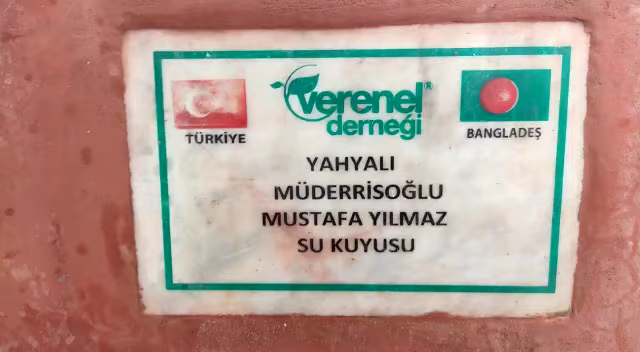 verenel®
derneği
TÜRKİYE
BANGLADEŞ
YAHYALI
MÜDERRİSOĞLU
MUSTAFA YILMAZ
SU KUYUSU